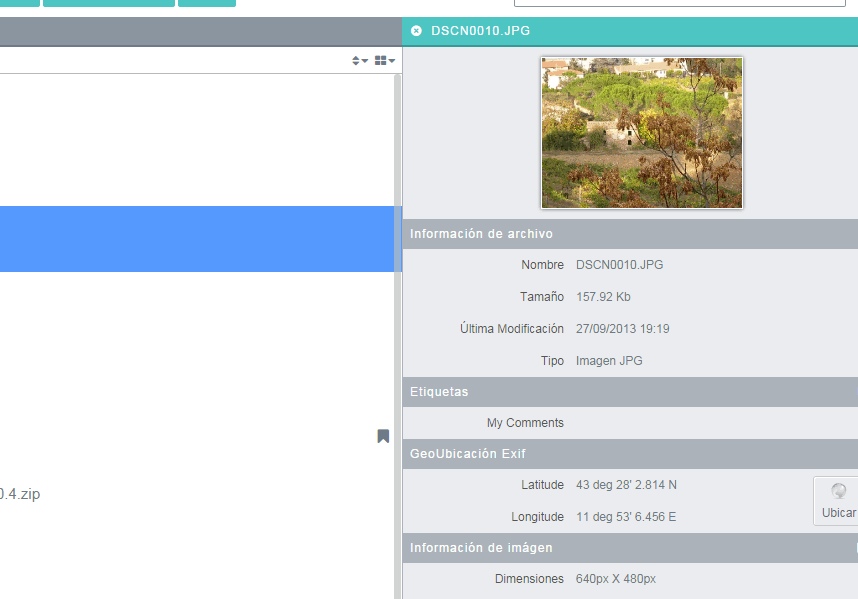 DSCN0010.JPG
Información de archivo
Nombre DSCN0010.JPG
Tamaño 157.92 Kb
Última Modificación 27/09/2013 19:19
Tipo Imagen JPG
Etiquetas
My Comments
GeoUbicación Exif
0.4.zip
Latitude 43 deg 28' 2.814 N
Ubicar
Longitude 11 deg 53' 6.456 E
Información de imágen
Dimensiones 640px X 480px